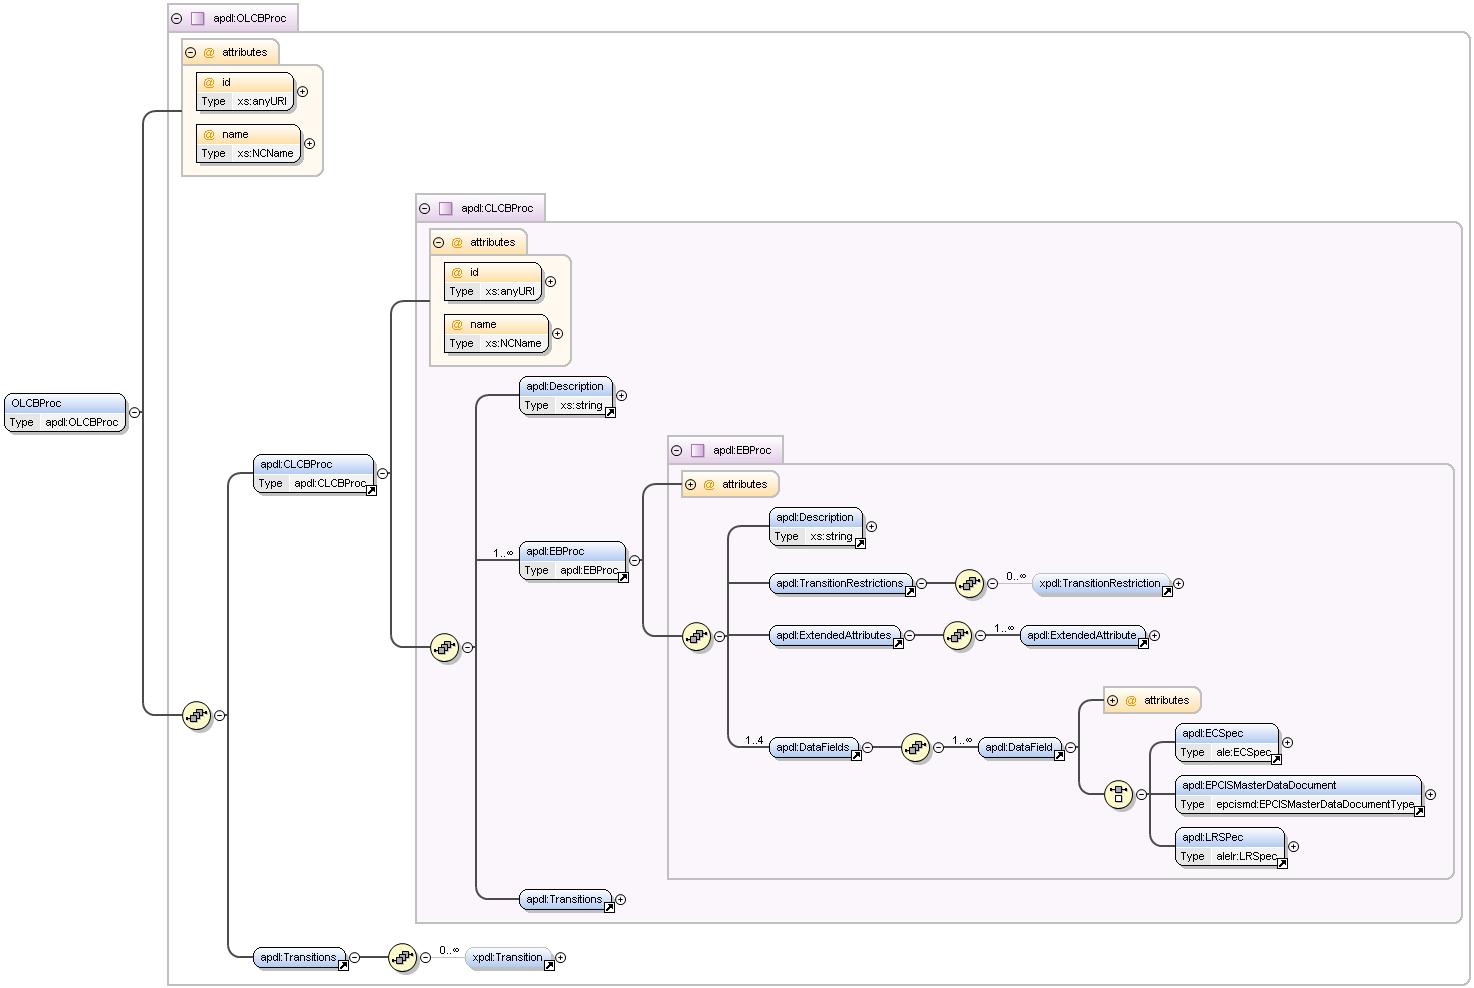 apdl:OLCBProc
@ attributes
@ id
Type xs:anyURI
@ name
Type xs:NCName
apdl:CLCBProc
@ attributes
@ id
Type xs:anyURI
@ name
Type xs:NCName
apdl:Description
Type xs:string
OLCBProc
Type apdl:OLCBProc
apdl:EBProc
apdl:CLCBProc
Type apdl:CLCBProc
@ attributes
apdl:Description
Type xs:string
1..∞
apdl:EBProc
Type apdl:EBProc
apdl:TransitionRestrictions
0..∞
xpdl:TransitionRestriction
apdl:ExtendedAttributes
1..∞
apdl:ExtendedAttribute
@ attributes
apdl:ECSpec
Type ale:ECSpec
1..4
apdl:DataFields
1..∞
apdl:DataField
apdl:EPCISMasterDataDocument
Type epcismd:EPCISMasterDataDocumentType
apdl:LRSPec
Type alelr:LRSpec
apdl:Transitions
apdl:Transitions
0..∞
xpdl:Transition